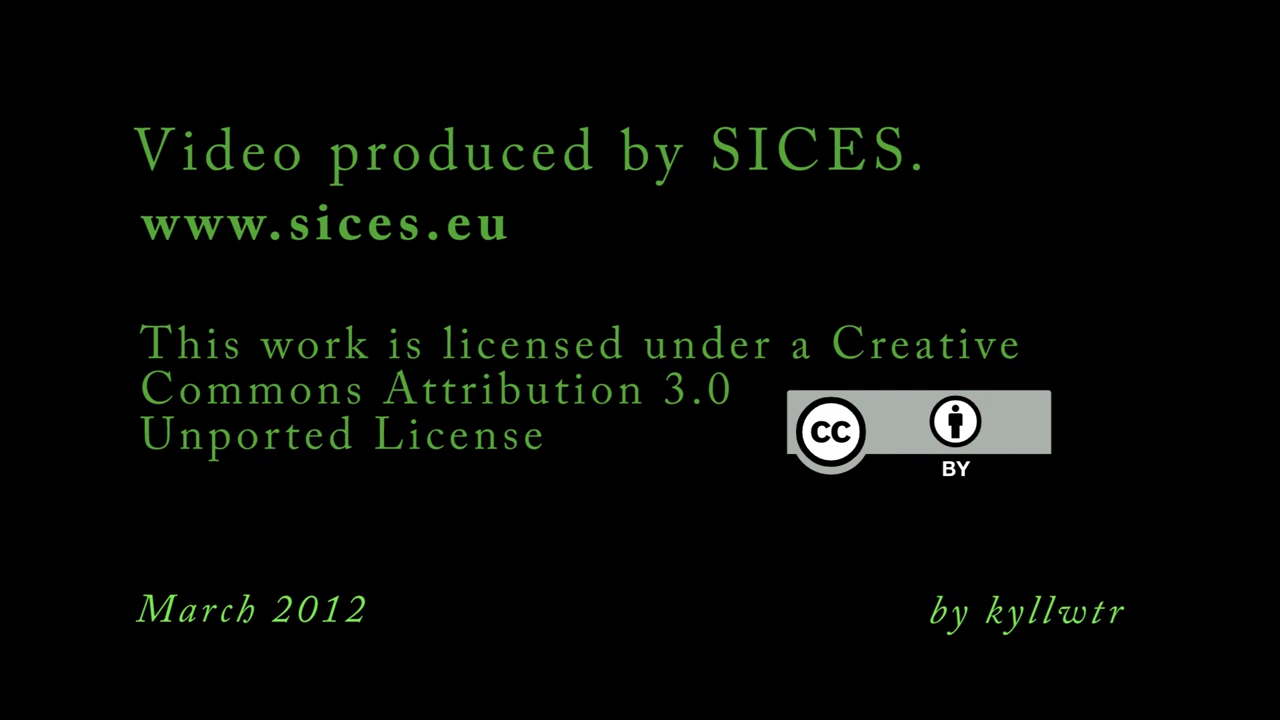 Video produced by SICES.
www.sices.eu
This work is licensed under a Creative
Commons Attribution 3.0
Unported License
CC
BY
March 2012
by kyllwtr